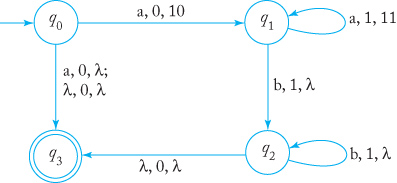 q0
a, 0, 10
q1
a, 1, 11
a, 0, λ;
λ, 0, λ
b, 1, λ
q3
λ, 0, λ
q2
b, 1, λ